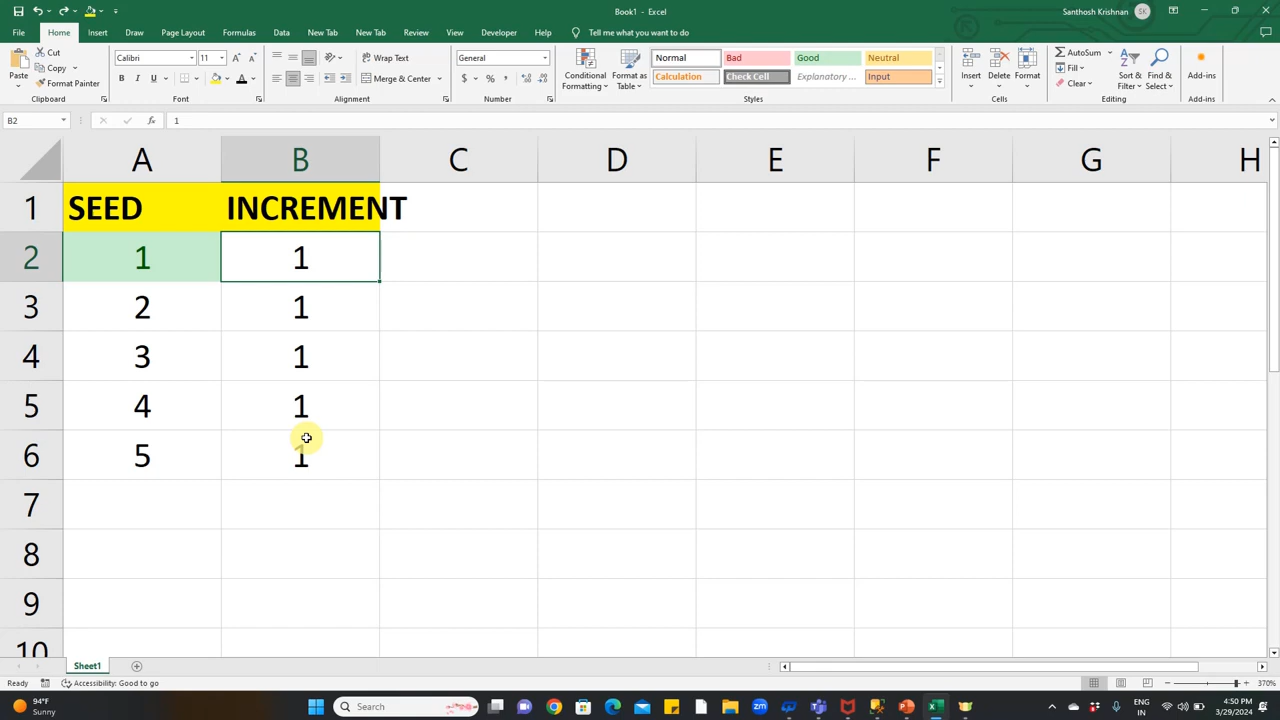 Book1 - Excel
Santhosh Krishnan
SK
File Home Insert Draw Page Layout Formulas Data New Tab New Tab Review View Developer Help Tell me what you want to do
Paste
Cut
Copy
Format Painter
Clipboard
Calibri 11
B I U
Font
Wrap Text
Merge & Center
Alignment
General
$ % ,
Number
Conditional Formatting
Format as Table
Normal Bad Good Neutral
Calculation Check Cell Explanatory ... Input
Styles
Insert Delete Format
Cells
AutoSum
Fill
Clear
Sort & Filter
Find & Select
Editing
Add-ins
Add-ins
B2 fx 1
A B C D E F G H
1 SEED INCREMENT
2 1 1
3 2 1
4 3 1
5 4 1
6 5 1
7
8
9
10
Sheet1
Ready Accessibility: Good to go 370%
94°F
Sunny
Search
zm
ENG
IN
4:50 PM
3/29/2024